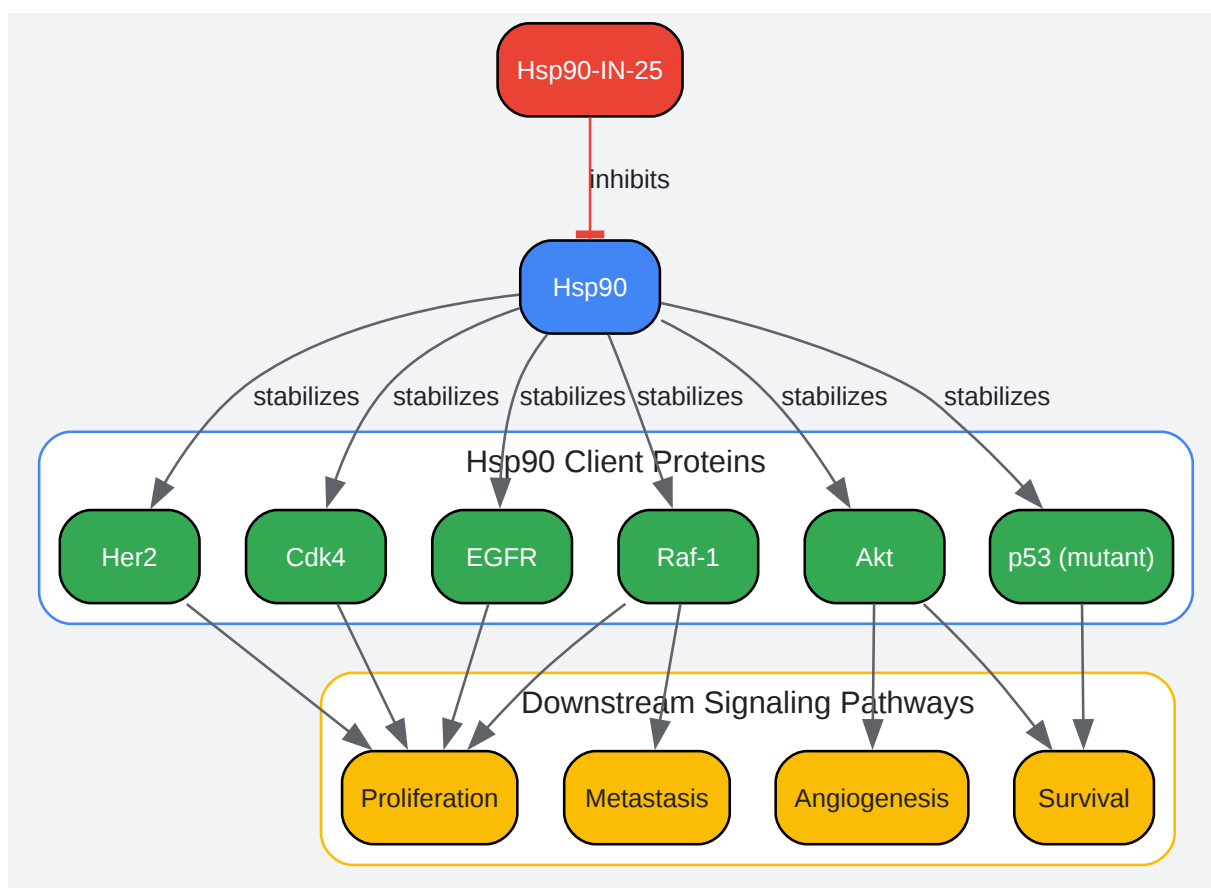 Hsp90-IN-25
inhibits
Hsp90
stabilizes stabilizes stabilizes stabilizes stabilizes stabilizes
Hsp90 Client Proteins
Her2 Cdk4 EGFR Raf-1 Akt p53 (mutant)
Downstream Signaling Pathways
Proliferation Metastasis Angiogenesis Survival